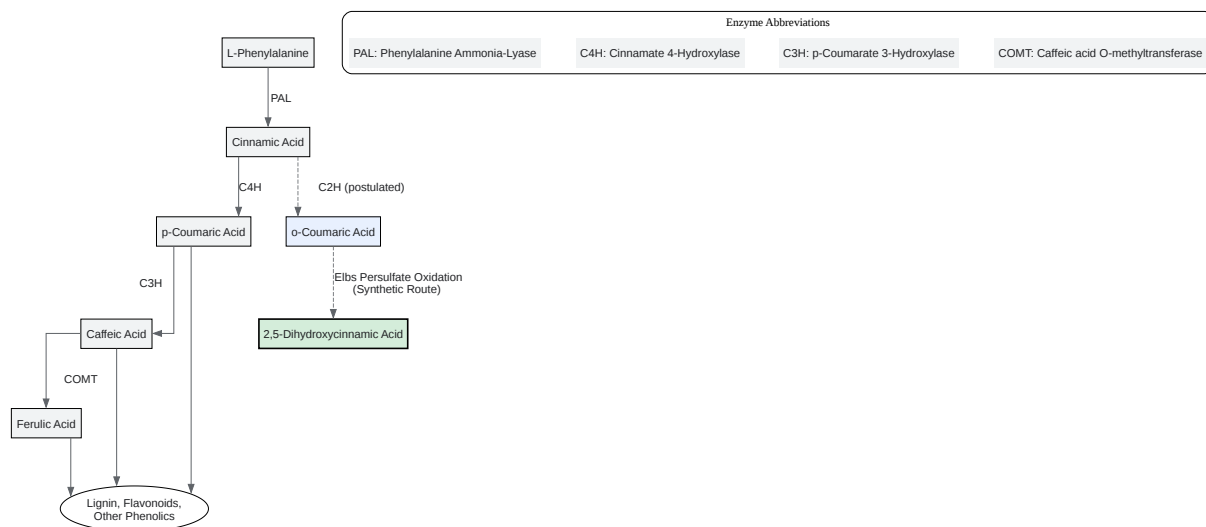 Enzyme Abbreviations
PAL: Phenylalanine Ammonia-Lyase
C4H: Cinnamate 4-Hydroxylase
C3H: p-Coumarate 3-Hydroxylase
COMT: Caffeic acid O-methyltransferase
L-Phenylalanine
PAL
Cinnamic Acid
C4H
C2H (postulated)
p-Coumaric Acid
o-Coumaric Acid
C3H
Elbs Persulfate Oxidation
(Synthetic Route)
Caffeic Acid
2,5-Dihydroxycinnamic Acid
COMT
Ferulic Acid
Lignin, Flavonoids,
Other Phenolics